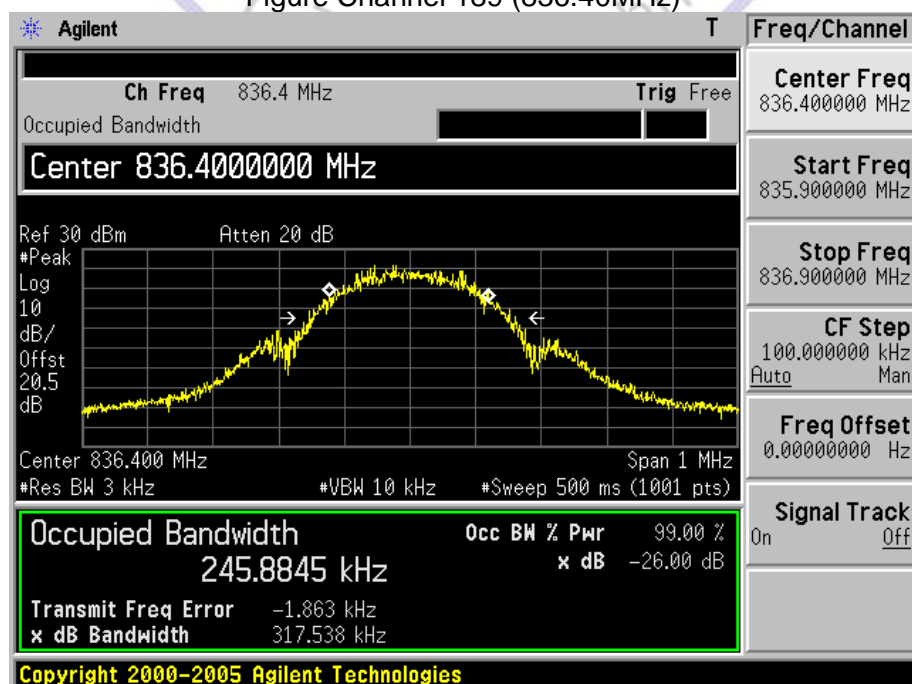 Figure Channel 189 (836.40MHz)
Agilent T Freq/Channel
Ch Freq 836.4 MHz Trig Free
Occupied Bandwidth
Center 836.4000000 MHz
Ref 30 dBm Atten 20 dB
#Peak
Log
10
dB/
Offst
20.5
dB
Center 836.400 MHz Span 1 MHz
#Res BW 3 kHz #VBW 10 kHz #Sweep 500 ms (1001 pts)
Occupied Bandwidth Occ BW % Pwr 99.00 %
245.8845 kHz x dB -26.00 dB
Transmit Freq Error -1.863 kHz
x dB Bandwidth 317.538 kHz
Copyright 2000-2005 Agilent Technologies
Center Freq
836.400000 MHz
Start Freq
835.900000 MHz
Stop Freq
836.900000 MHz
CF Step
100.000000 kHz
Auto Man
Freq Offset
0.00000000 Hz
Signal Track
On Off